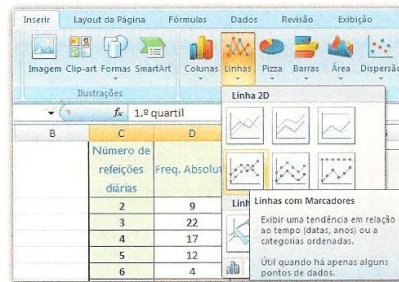 Inserir Layout da Página Fórmulas Dados Revisão Exibição
Imagem Clip-art Formas SmartArt Colunas Linhas Pizza Barras Área Dispersã
Ilustrações
Linha 2D
fx 1.º quartil
B C D
Número de refeições diárias
Freq. Absolut
2 9
3 22
4 17
5 12
6 4
Linh
Linhas com Marcadores
Exibir uma tendência em relação
ao tempo (datas, anos) ou a
categorias ordenadas.
Útil quando há apenas alguns
pontos de dados.